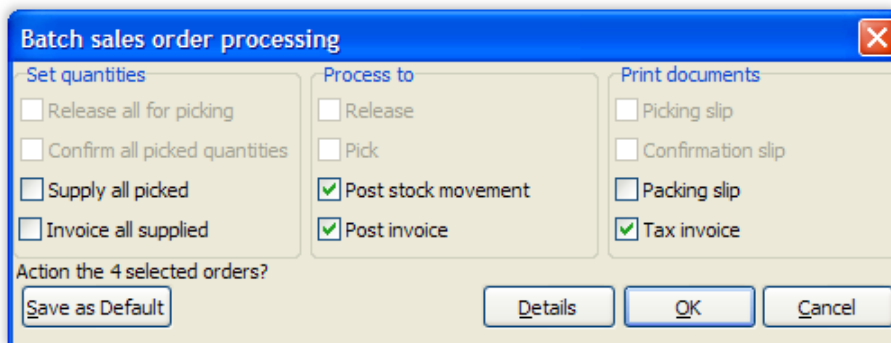 Batch sales order processing
Set quantities
Release all for picking
Confirm all picked quantities
Supply all picked
Invoice all supplied
Process to
Release
Pick
Post stock movement
Post invoice
Print documents
Picking slip
Confirmation slip
Packing slip
Tax invoice
Action the 4 selected orders?
Save as Default
Details
OK
Cancel